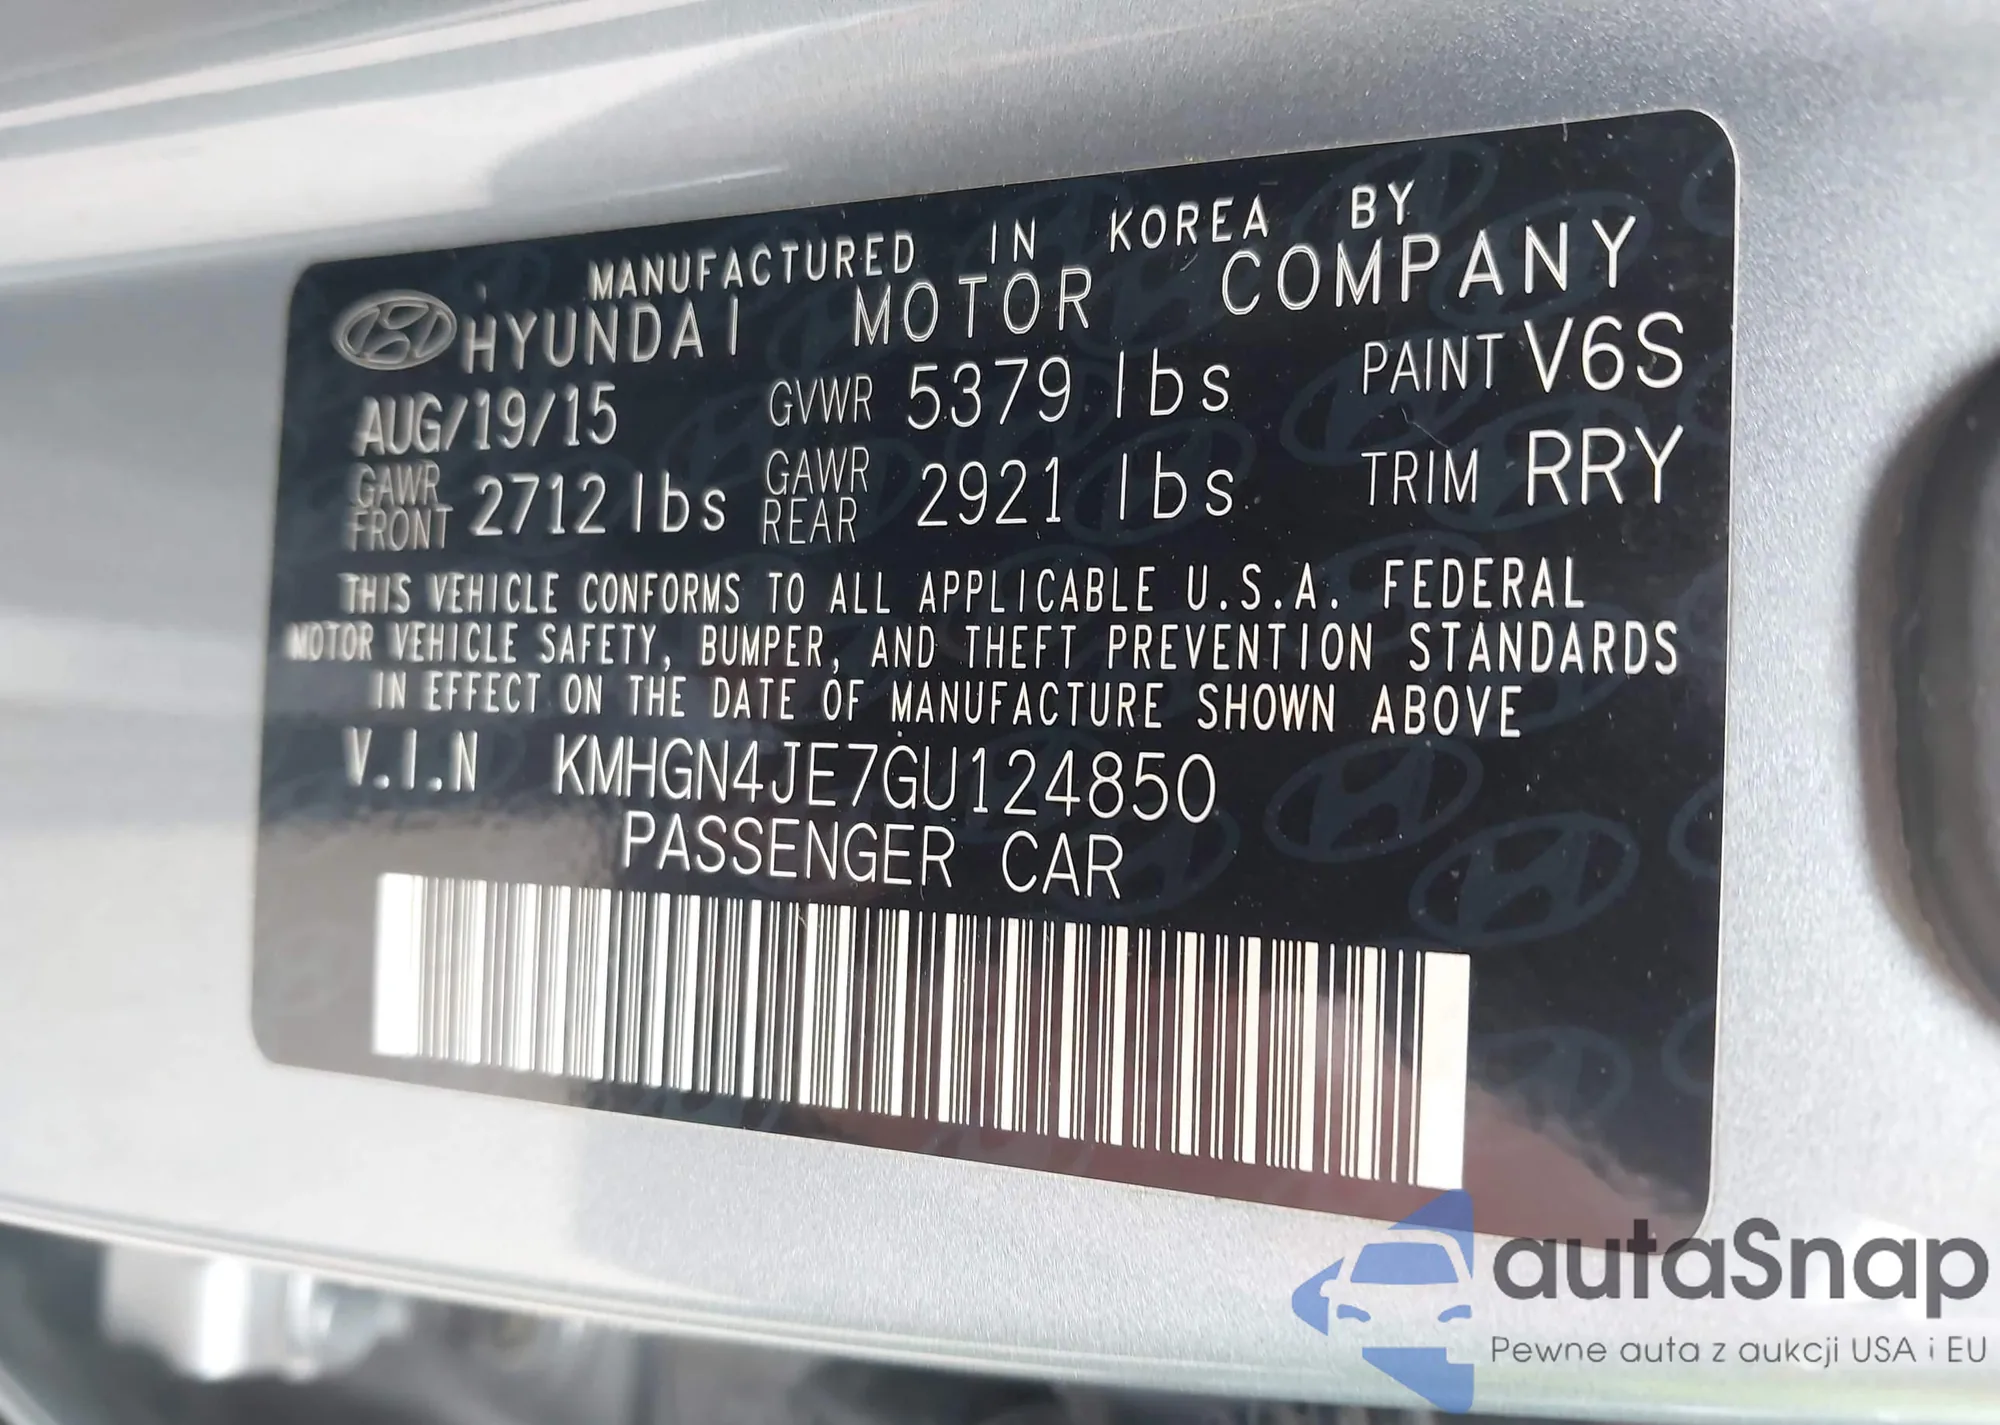 MANUFACTURED IN KOREA BY
HYUNDAI MOTOR COMPANY
AUG/19/15 GVWR 5379 lbs PAINT V6S
GAWR FRONT 2712 lbs GAWR REAR 2921 lbs TRIM RRY
THIS VEHICLE CONFORMS TO ALL APPLICABLE U.S.A. FEDERAL
MOTOR VEHICLE SAFETY, BUMPER, AND THEFT PREVENTION STANDARDS
IN EFFECT ON THE DATE OF MANUFACTURE SHOWN ABOVE
V.I.N KMHGN4JE7GU124850
PASSENGER CAR
autaSnap
Pewne auta z aukcji USA i EU